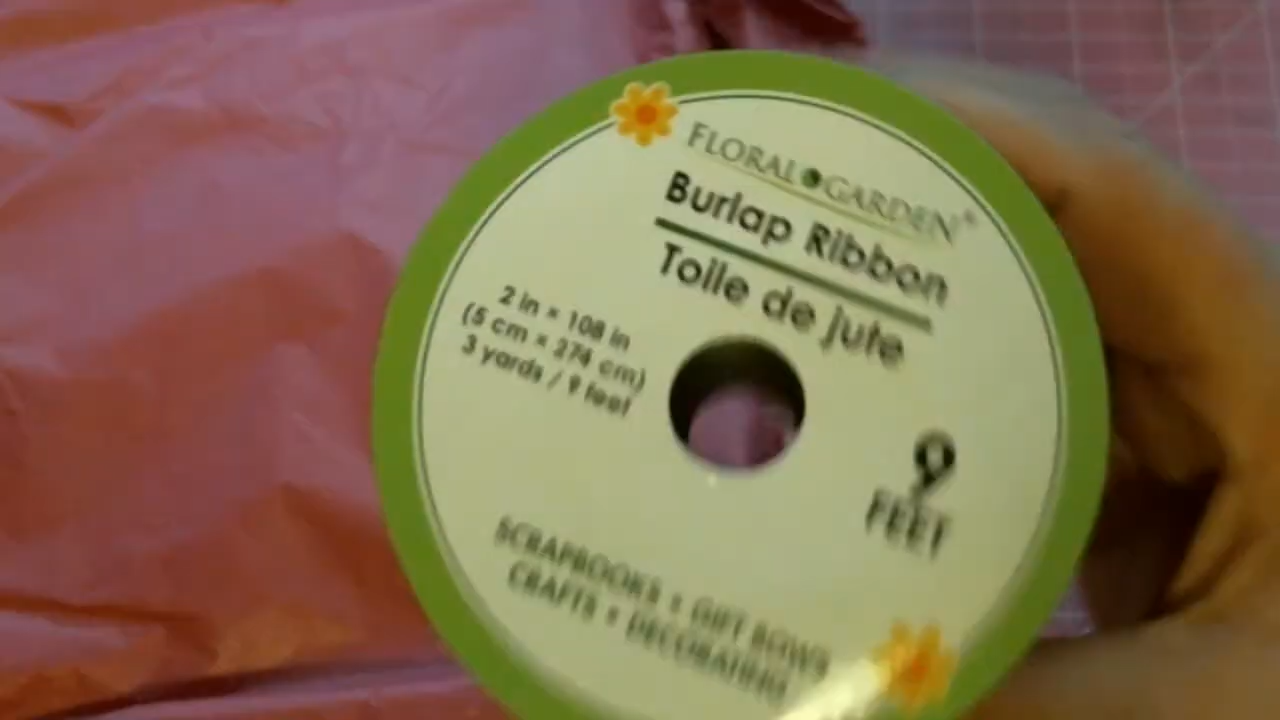 FLORAL GARDEN®
Burlap Ribbon
Toile de jute
2 in × 108 in
(5 cm × 274 cm)
3 yards / 9 feet
9
FEET
SCRAPBOOKS • GIFT BOWS
CRAFTS • DECORATING